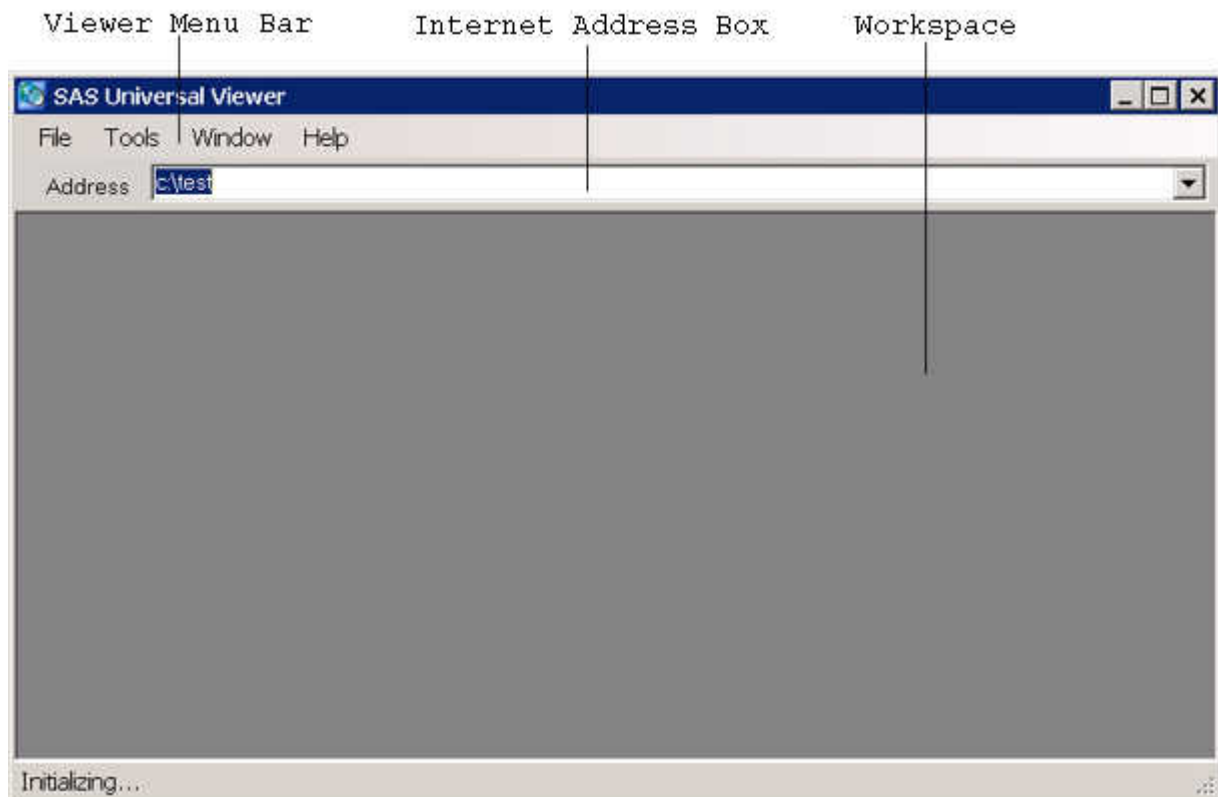 Viewer Menu Bar Internet Address Box Workspace
SAS Universal Viewer
File Tools Window Help
Address c:\test
Initializing...